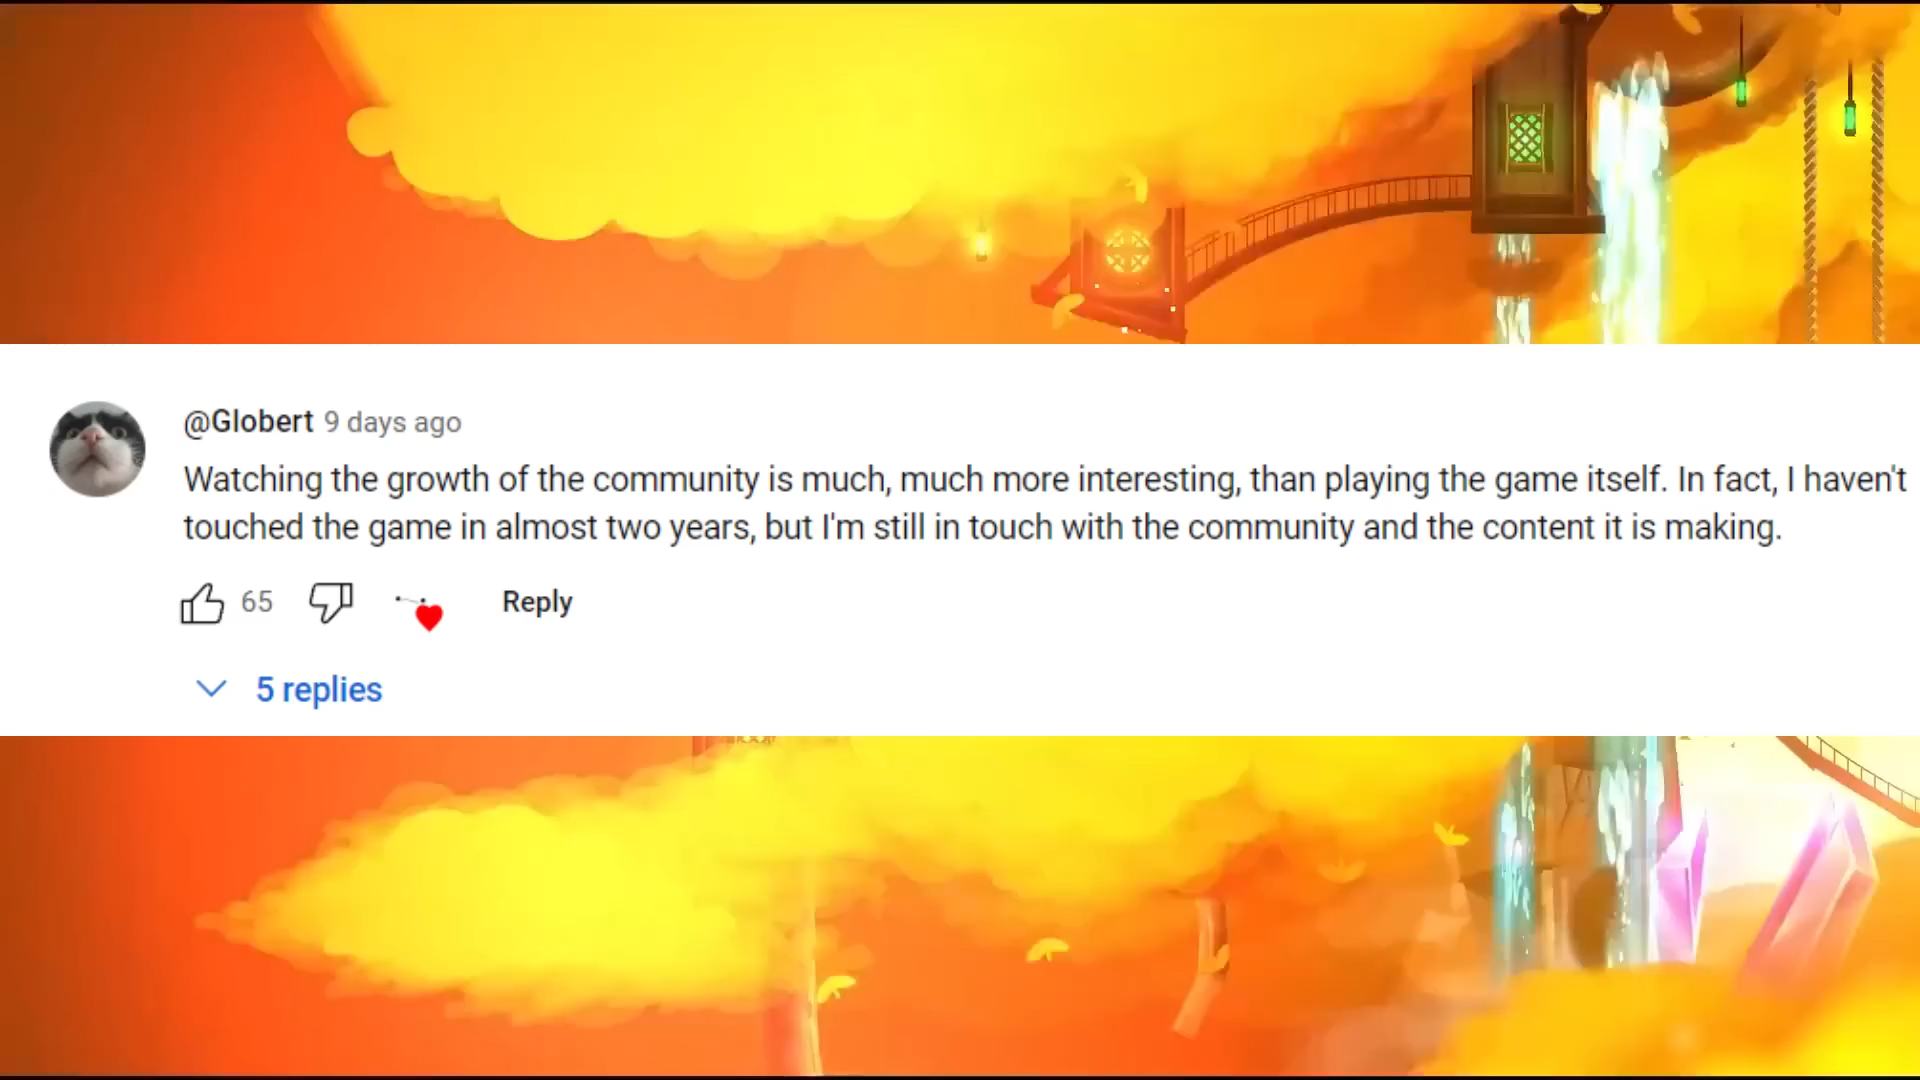 @Globert 9 days ago
Watching the growth of the community is much, much more interesting, than playing the game itself. In fact, I haven't
touched the game in almost two years, but I'm still in touch with the community and the content it is making.
65 Reply
5 replies